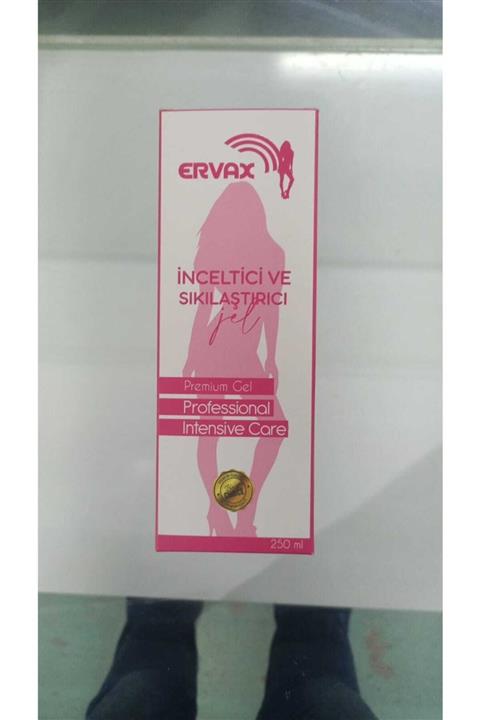 ERVAX
İNCELTİCİ VE
SIKILAŞTIRICI
jel
Premium Gel
Professional
Intensive Care
250 ml